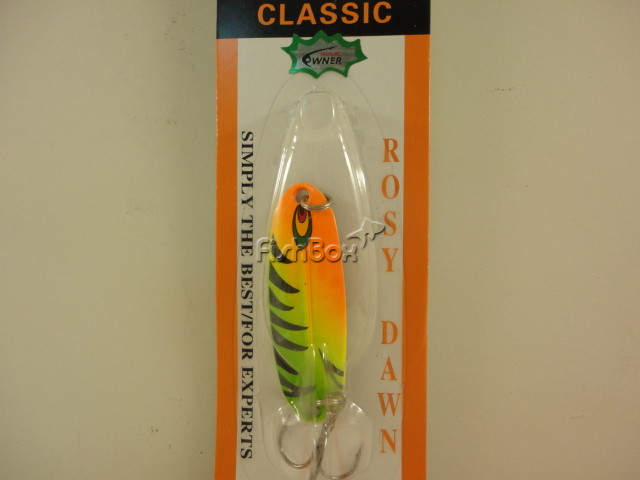 CLASSIC
OWNER
SIMPLY THE BEST/FOR EXPERTS
ROSY DAWN
FishBox